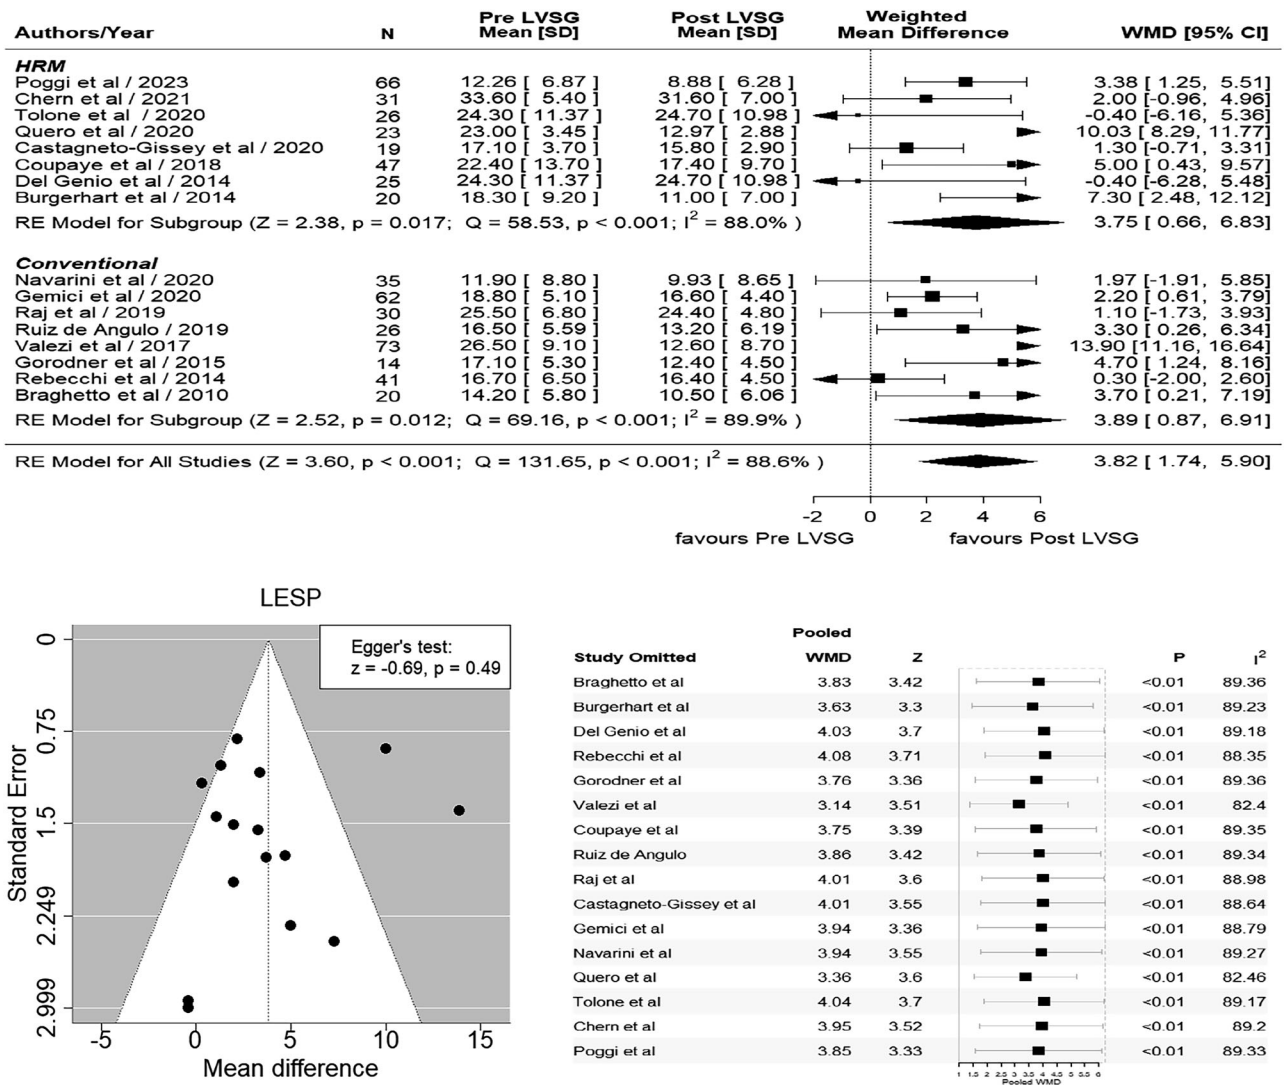 Authors/Year N Pre LVSG Mean [SD] Post LVSG Mean [SD] Weighted Mean Difference WMD [95% CI]
HRM
Poggi et al / 2023 66 12.26 [ 6.87 ] 8.88 [ 6.28 ] 3.38 [ 1.25, 5.51]
Chern et al / 2021 31 33.60 [ 5.40 ] 31.60 [ 7.00 ] 2.00 [-0.96, 4.96]
Tolone et al / 2020 26 24.30 [ 11.37 ] 24.70 [ 10.98 ] -0.40 [-6.16, 5.36]
Quero et al / 2020 23 23.00 [ 3.45 ] 12.97 [ 2.88 ] 10.03 [ 8.29, 11.77]
Castagneto-Gissey et al / 2020 19 17.10 [ 3.70 ] 15.80 [ 2.90 ] 1.30 [-0.71, 3.31]
Coupaye et al / 2018 47 22.40 [ 13.70 ] 17.40 [ 9.70 ] 5.00 [ 0.43, 9.57]
Del Genio et al / 2014 25 24.30 [ 11.37 ] 24.70 [ 10.98 ] -0.40 [-6.28, 5.48]
Burgerhart et al / 2014 20 18.30 [ 9.20 ] 11.00 [ 7.00 ] 7.30 [ 2.48, 12.12]
RE Model for Subgroup (Z = 2.38, p = 0.017; Q = 58.53, p < 0.001; I² = 88.0% ) 3.75 [ 0.66, 6.83]
Conventional
Navarini et al / 2020 35 11.90 [ 8.80 ] 9.93 [ 8.65 ] 1.97 [-1.91, 5.85]
Gemici et al / 2020 62 18.80 [ 5.10 ] 16.60 [ 4.40 ] 2.20 [ 0.61, 3.79]
Raj et al / 2019 30 25.50 [ 6.80 ] 24.40 [ 4.80 ] 1.10 [-1.73, 3.93]
Ruiz de Angulo / 2019 26 16.50 [ 5.59 ] 13.20 [ 6.19 ] 3.30 [ 0.26, 6.34]
Valezi et al / 2017 73 26.50 [ 9.10 ] 12.60 [ 8.70 ] 13.90 [11.16, 16.64]
Gorodner et al / 2015 14 17.10 [ 5.30 ] 12.40 [ 4.50 ] 4.70 [ 1.24, 8.16]
Rebecchi et al / 2014 41 16.70 [ 6.50 ] 16.40 [ 4.50 ] 0.30 [-2.00, 2.60]
Braghetto et al / 2010 20 14.20 [ 5.80 ] 10.50 [ 6.06 ] 3.70 [ 0.21, 7.19]
RE Model for Subgroup (Z = 2.52, p = 0.012; Q = 69.16, p < 0.001; I² = 89.9% ) 3.89 [ 0.87, 6.91]
RE Model for All Studies (Z = 3.60, p < 0.001; Q = 131.65, p < 0.001; I² = 88.6% ) 3.82 [ 1.74, 5.90]
-2 0 2 4 6
favours Pre LVSG favours Post LVSG
LESP
Egger's test:
z = -0.69, p = 0.49
Standard Error
0
0.75
1.5
2.249
2.999
-5 0 5 10 15
Mean difference
Study Omitted Pooled WMD Z P I²
Braghetto et al 3.83 3.42 <0.01 89.36
Burgerhart et al 3.63 3.3 <0.01 89.23
Del Genio et al 4.03 3.7 <0.01 89.18
Rebecchi et al 4.08 3.71 <0.01 88.35
Gorodner et al 3.76 3.36 <0.01 89.36
Valezi et al 3.14 3.51 <0.01 82.4
Coupaye et al 3.75 3.39 <0.01 89.35
Ruiz de Angulo 3.86 3.42 <0.01 89.34
Raj et al 4.01 3.6 <0.01 88.98
Castagneto-Gissey et al 4.01 3.55 <0.01 88.64
Gemici et al 3.94 3.36 <0.01 88.79
Navarini et al 3.94 3.55 <0.01 89.27
Quero et al 3.36 3.6 <0.01 82.46
Tolone et al 4.04 3.7 <0.01 89.17
Chern et al 3.95 3.52 <0.01 89.2
Poggi et al 3.85 3.33 <0.01 89.33
1 1.5 2 2.5 3 3.5 4 4.5 5 5.5 6
Pooled WMD